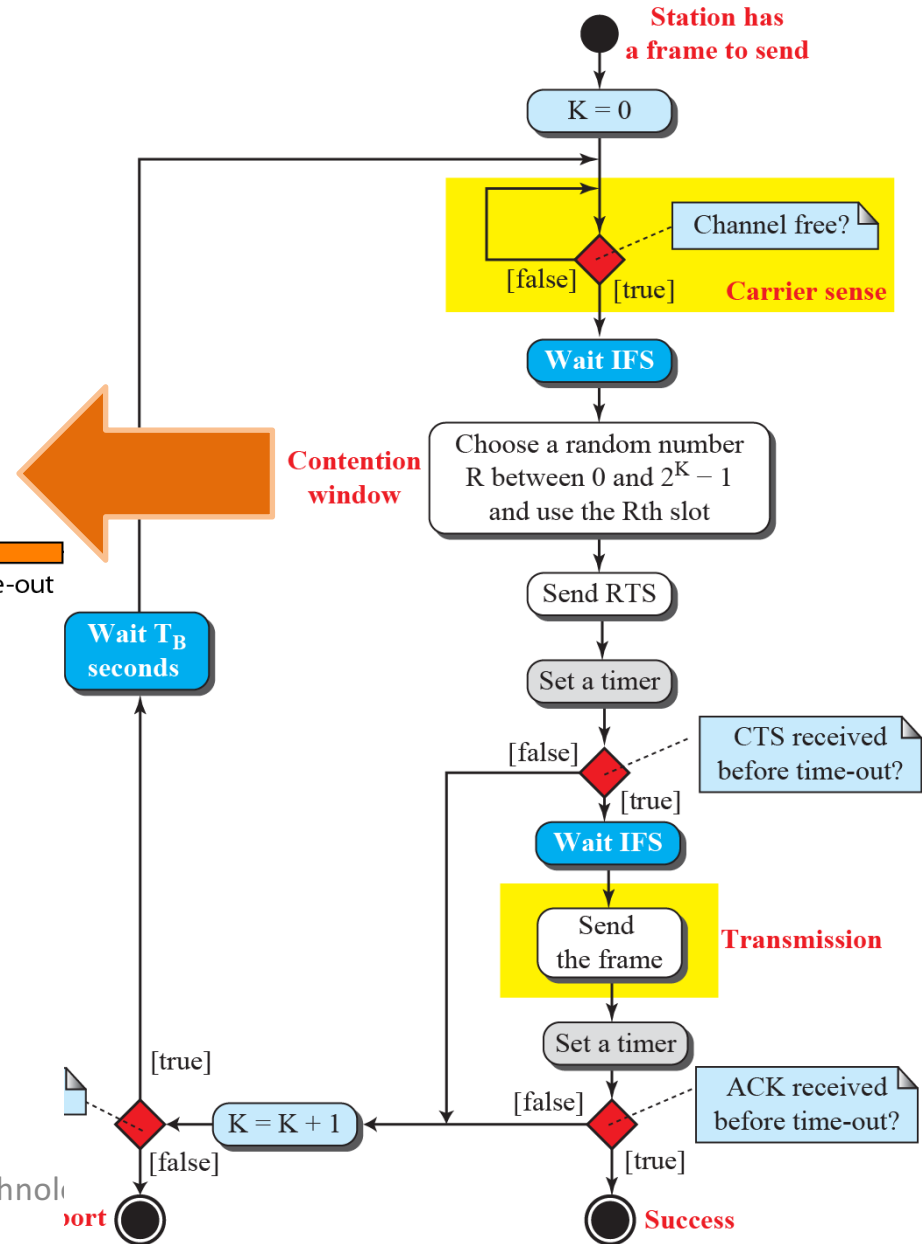 Station has
a frame to send
K = 0
Channel free?
[false]
[true]
Carrier sense
Wait IFS
Contention
window
Choose a random number
R between 0 and 2^K − 1
and use the Rth slot
e-out
Send RTS
Wait T_B
seconds
Set a timer
[false]
CTS received
before time-out?
[true]
Wait IFS
Send
the frame
Transmission
Set a timer
[true]
K = K + 1
[false]
ACK received
before time-out?
[false]
[true]
hnol
ort
Success